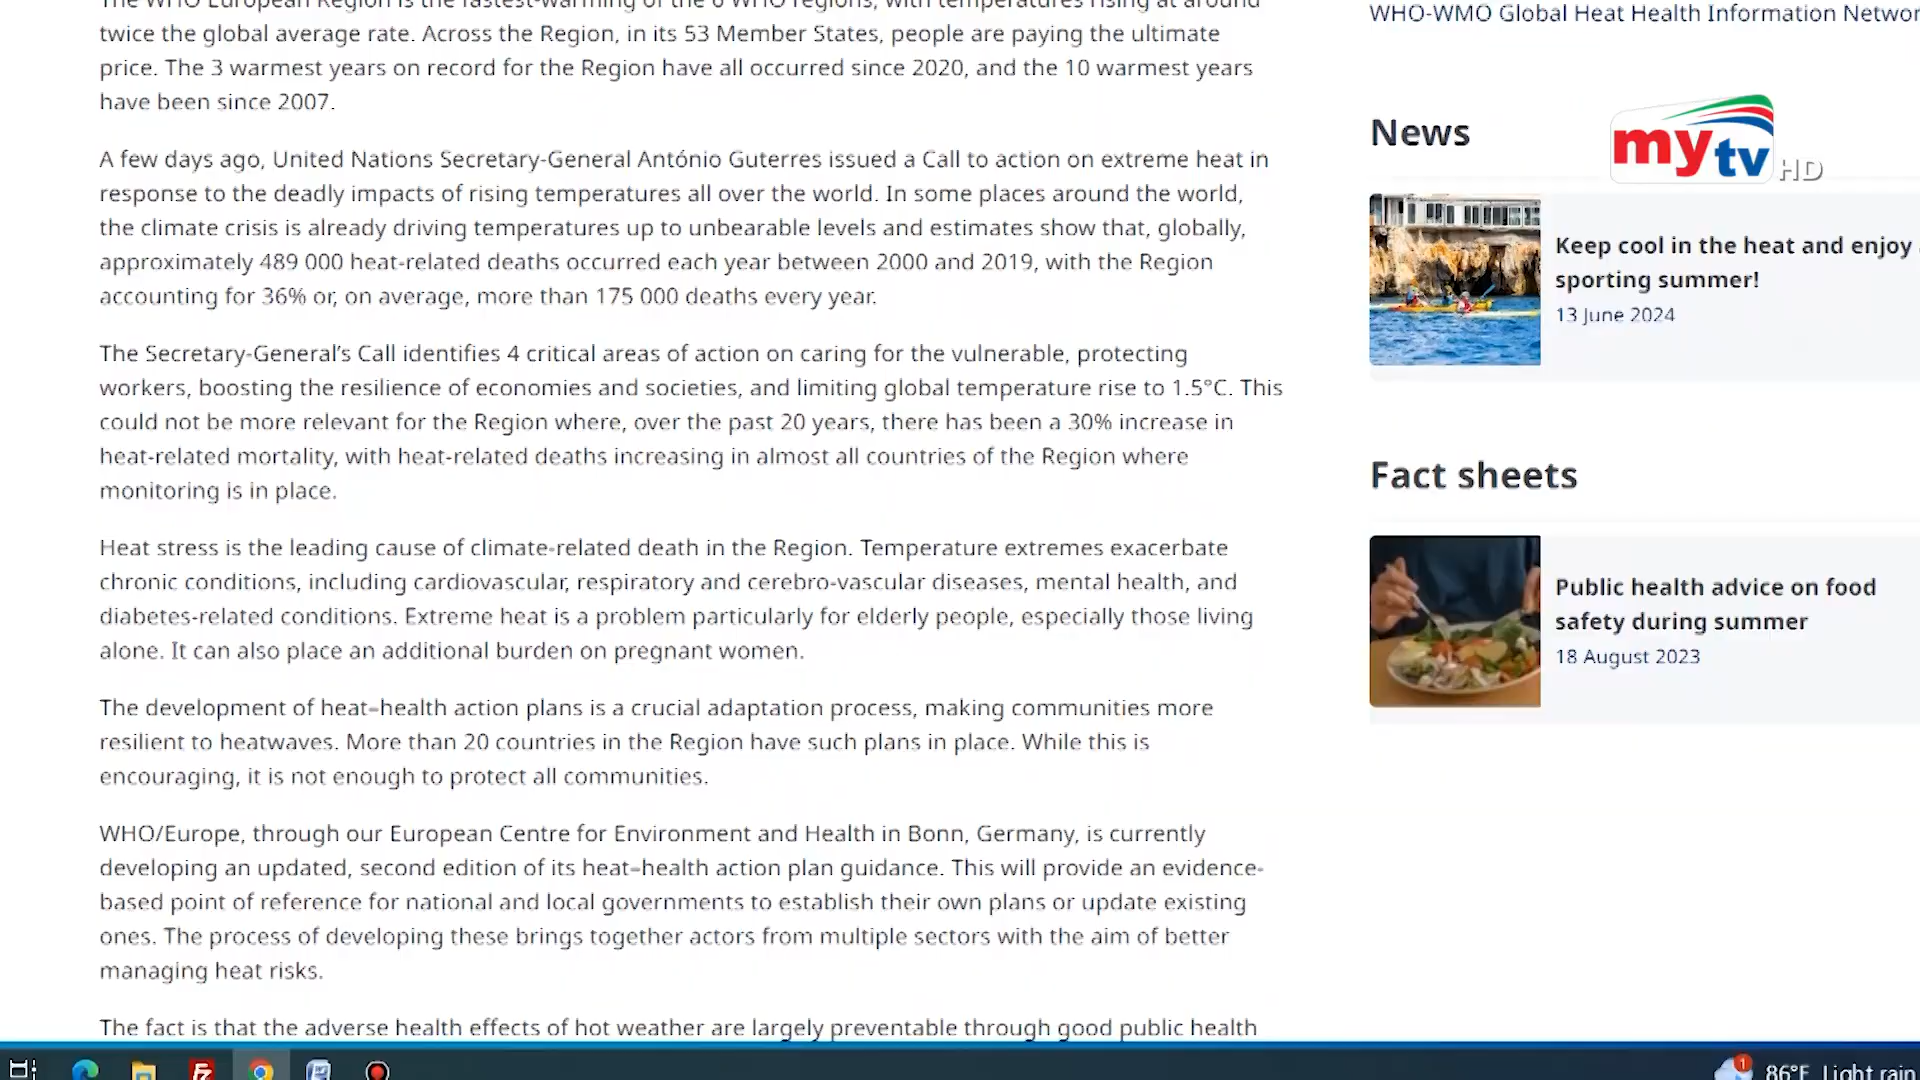 The WHO European Region is the fastest-warming of the 6 WHO regions, with temperatures rising at around
twice the global average rate. Across the Region, in its 53 Member States, people are paying the ultimate
price. The 3 warmest years on record for the Region have all occurred since 2020, and the 10 warmest years
have been since 2007.
A few days ago, United Nations Secretary-General António Guterres issued a Call to action on extreme heat in
response to the deadly impacts of rising temperatures all over the world. In some places around the world,
the climate crisis is already driving temperatures up to unbearable levels and estimates show that, globally,
approximately 489 000 heat-related deaths occurred each year between 2000 and 2019, with the Region
accounting for 36% or, on average, more than 175 000 deaths every year.
The Secretary-General’s Call identifies 4 critical areas of action on caring for the vulnerable, protecting
workers, boosting the resilience of economies and societies, and limiting global temperature rise to 1.5°C. This
could not be more relevant for the Region where, over the past 20 years, there has been a 30% increase in
heat-related mortality, with heat-related deaths increasing in almost all countries of the Region where
monitoring is in place.
Heat stress is the leading cause of climate-related death in the Region. Temperature extremes exacerbate
chronic conditions, including cardiovascular, respiratory and cerebro-vascular diseases, mental health, and
diabetes-related conditions. Extreme heat is a problem particularly for elderly people, especially those living
alone. It can also place an additional burden on pregnant women.
The development of heat–health action plans is a crucial adaptation process, making communities more
resilient to heatwaves. More than 20 countries in the Region have such plans in place. While this is
encouraging, it is not enough to protect all communities.
WHO/Europe, through our European Centre for Environment and Health in Bonn, Germany, is currently
developing an updated, second edition of its heat–health action plan guidance. This will provide an evidence-
based point of reference for national and local governments to establish their own plans or update existing
ones. The process of developing these brings together actors from multiple sectors with the aim of better
managing heat risks.
The fact is that the adverse health effects of hot weather are largely preventable through good public health
WHO-WMO Global Heat Health Information Networ
News
mytv HD
Keep cool in the heat and enjoy
sporting summer!
13 June 2024
Fact sheets
Public health advice on food
safety during summer
18 August 2023
1
86°F Light rain